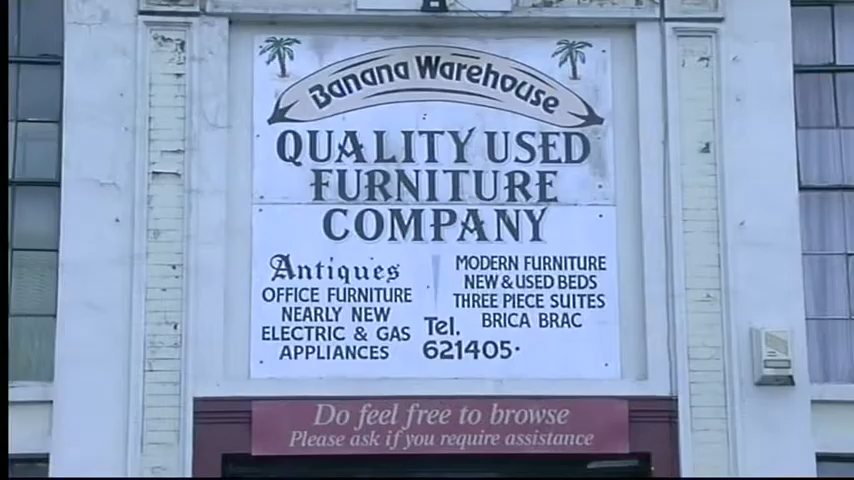 Banana Warehouse
QUALITY USED
FURNITURE
COMPANY
Antiques
OFFICE FURNITURE
NEARLY NEW
ELECTRIC & GAS
APPLIANCES
MODERN FURNITURE
NEW & USED BEDS
THREE PIECE SUITES
BRICA BRAC
Tel.
621405.
Do feel free to browse
Please ask if you require assistance